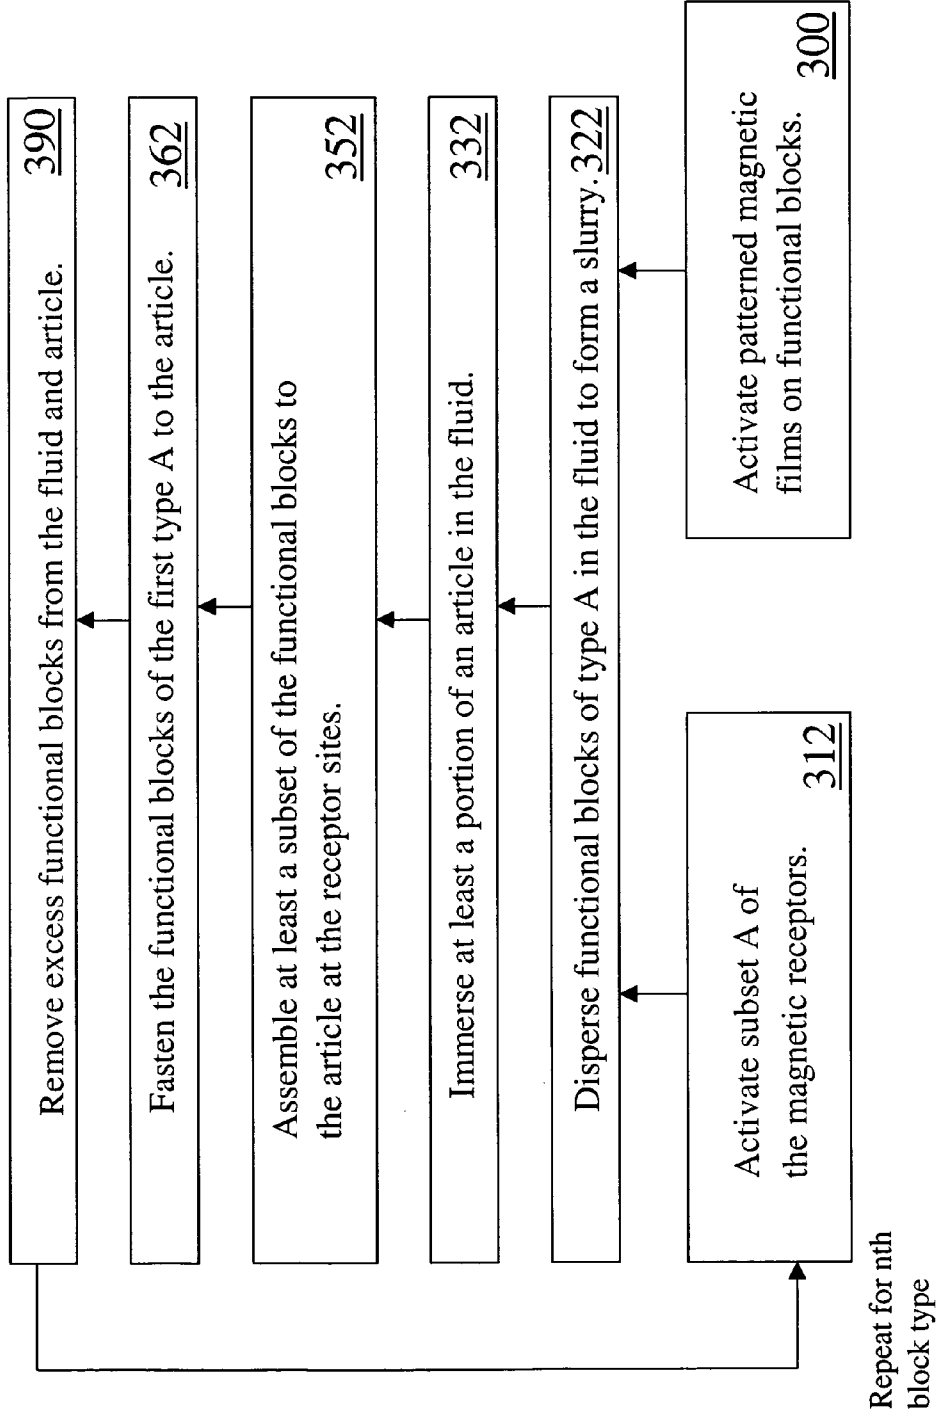 Remove excess functional blocks from the fluid and article. 390
Fasten the functional blocks of the first type A to the article. 362
Assemble at least a subset of the functional blocks to
the article at the receptor sites. 352
Immerse at least a portion of an article in the fluid. 332
Disperse functional blocks of type A in the fluid to form a slurry. 322
Activate subset A of
the magnetic receptors. 312
Activate patterned magnetic
films on functional blocks. 300
Repeat for nth
block type